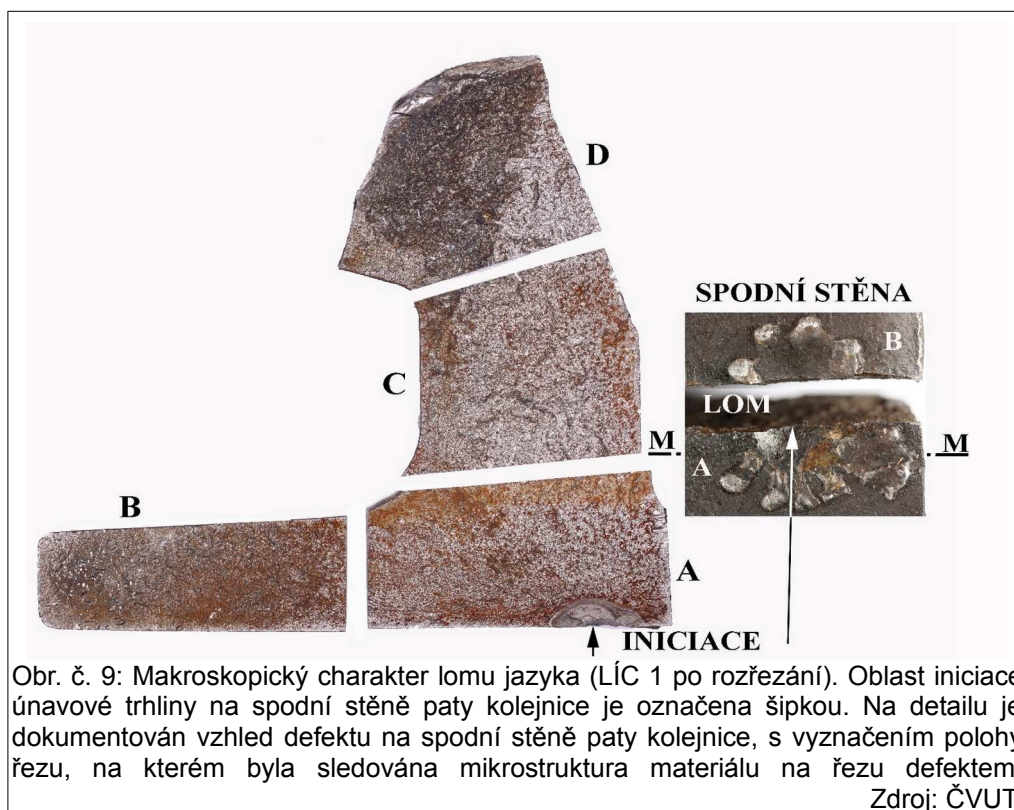 D
SPODNÍ STĚNA
B
C
LOM
M
M
A
B
A
INICIACE
Obr. č. 9: Makroskopický charakter lomu jazyka (LÍC 1 po rozřezání). Oblast iniciace
únavové trhliny na spodní stěně paty kolejnice je označena šipkou. Na detailu je
dokumentován vzhled defektu na spodní stěně paty kolejnice, s vyznačením polohy
řezu, na kterém byla sledována mikrostruktura materiálu na řezu defektem
Zdroj: ČVUT